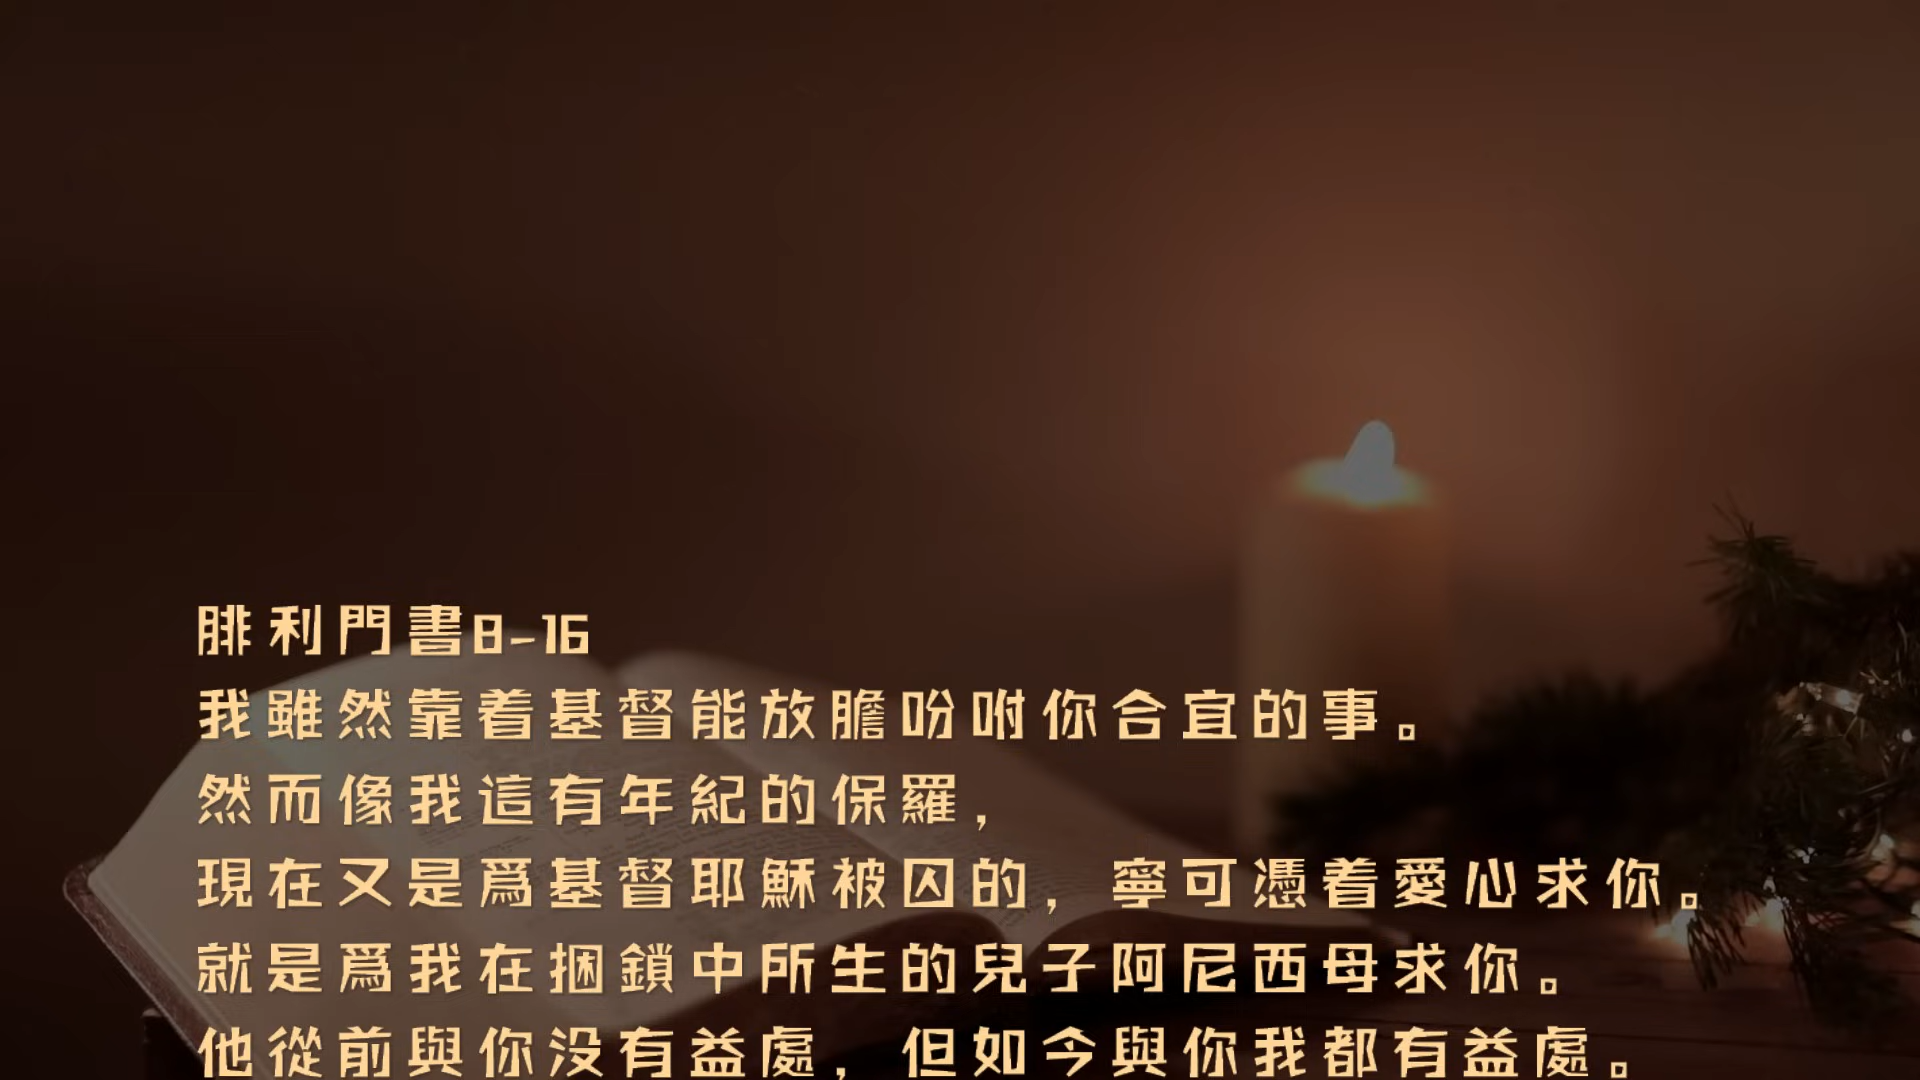 腓利門書8-16
我雖然靠着基督能放膽吩咐你合宜的事。
然而像我這有年紀的保羅，
現在又是爲基督耶穌被囚的，寧可憑着愛心求你。
就是爲我在捆鎖中所生的兒子阿尼西母求你。
他從前與你没有益處，但如今與你我都有益處。